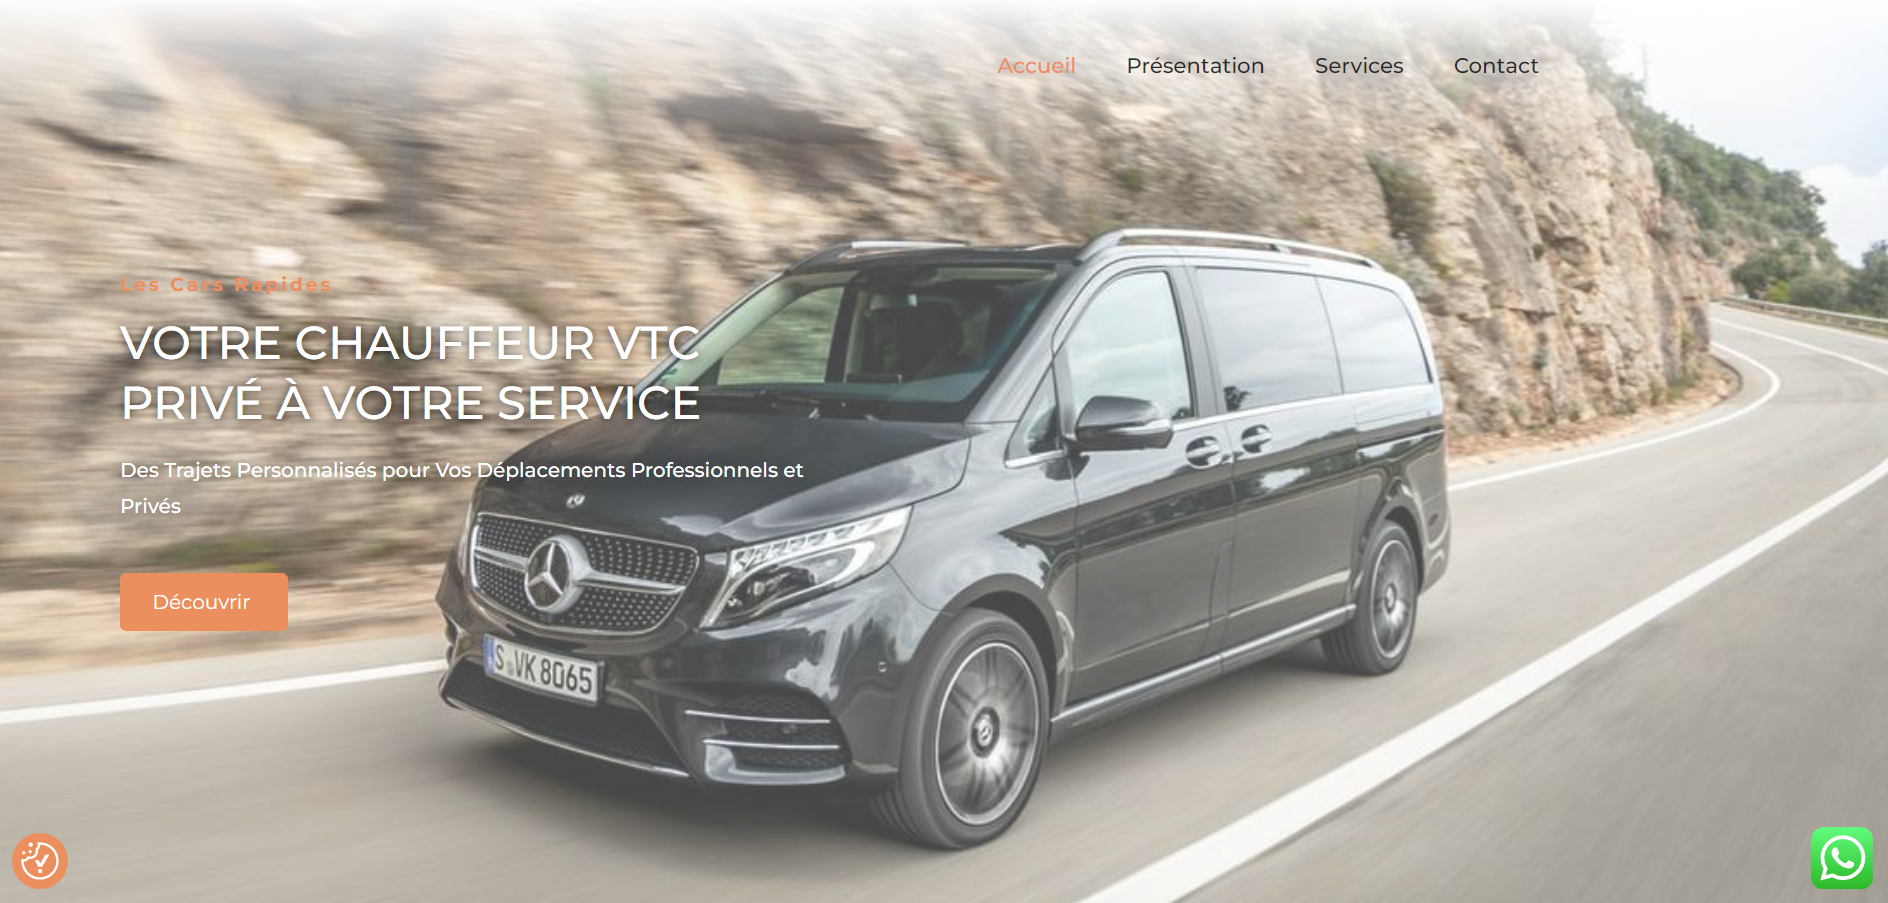 Accueil Présentation Services Contact
Les Cars Rapides
VOTRE CHAUFFEUR VTC
PRIVÉ À VOTRE SERVICE
Des Trajets Personnalisés pour Vos Déplacements Professionnels et
Privés
Découvrir
S VK 8065